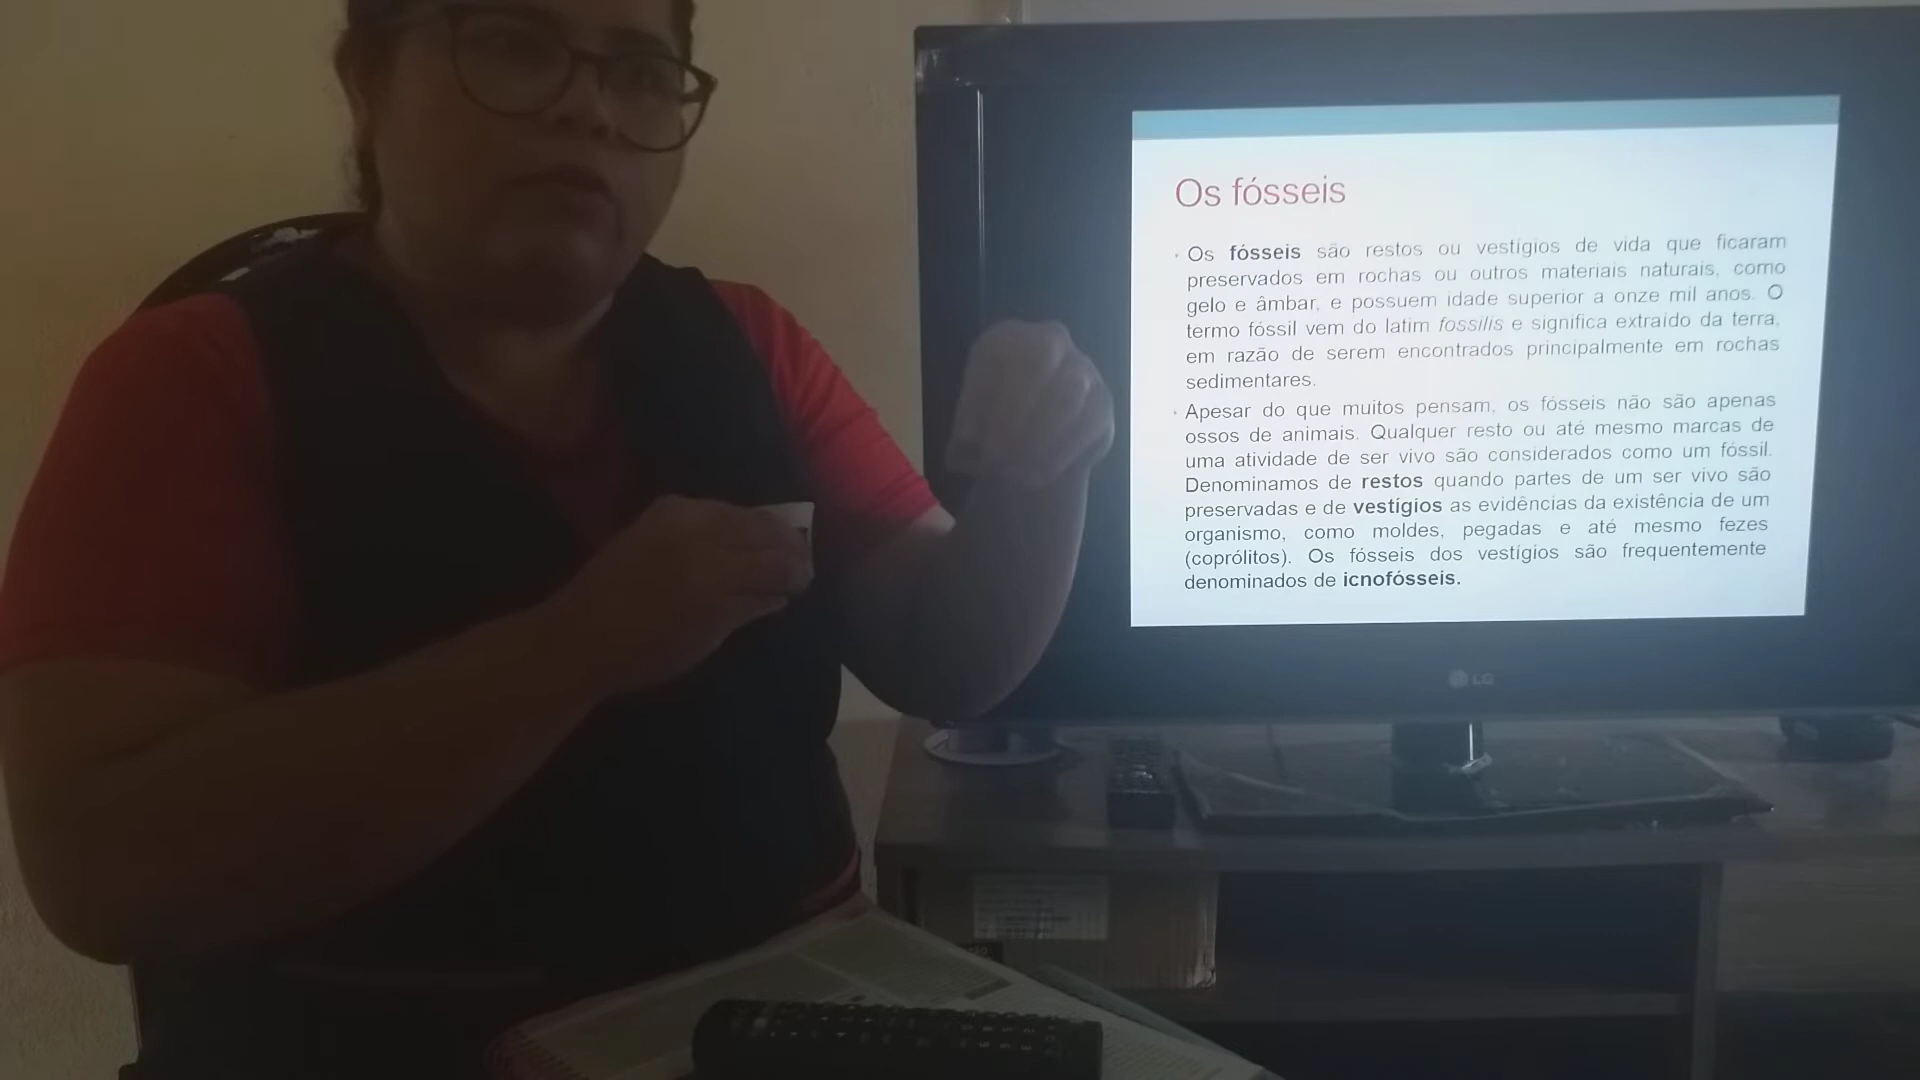 Os fósseis
Os fósseis são restos ou vestígios de vida que ficaram
preservados em rochas ou outros materiais naturais, como
gelo e âmbar, e possuem idade superior a onze mil anos. O
termo fóssil vem do latim fossilis e significa extraído da terra,
em razão de serem encontrados principalmente em rochas
sedimentares.
Apesar do que muitos pensam, os fósseis não são apenas
ossos de animais. Qualquer resto ou até mesmo marcas de
uma atividade de ser vivo são considerados como um fóssil.
Denominamos de restos quando partes de um ser vivo são
preservadas e de vestígios as evidências da existência de um
organismo, como moldes, pegadas e até mesmo fezes
(coprólitos). Os fósseis dos vestígios são frequentemente
denominados de icnofósseis.
LG